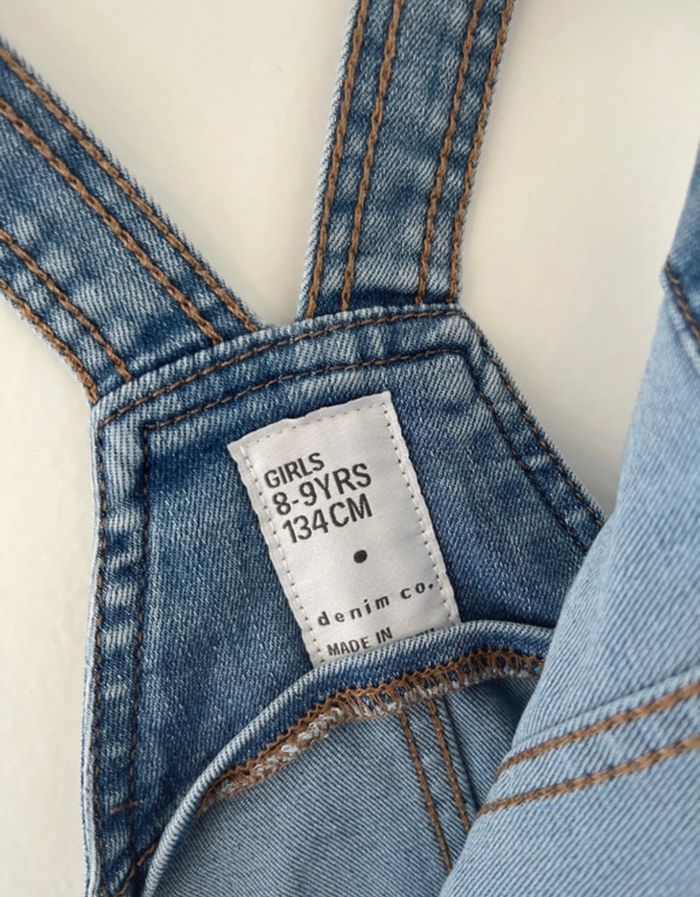 GIRLS
8-9YRS
134CM
denim co.
MADE IN